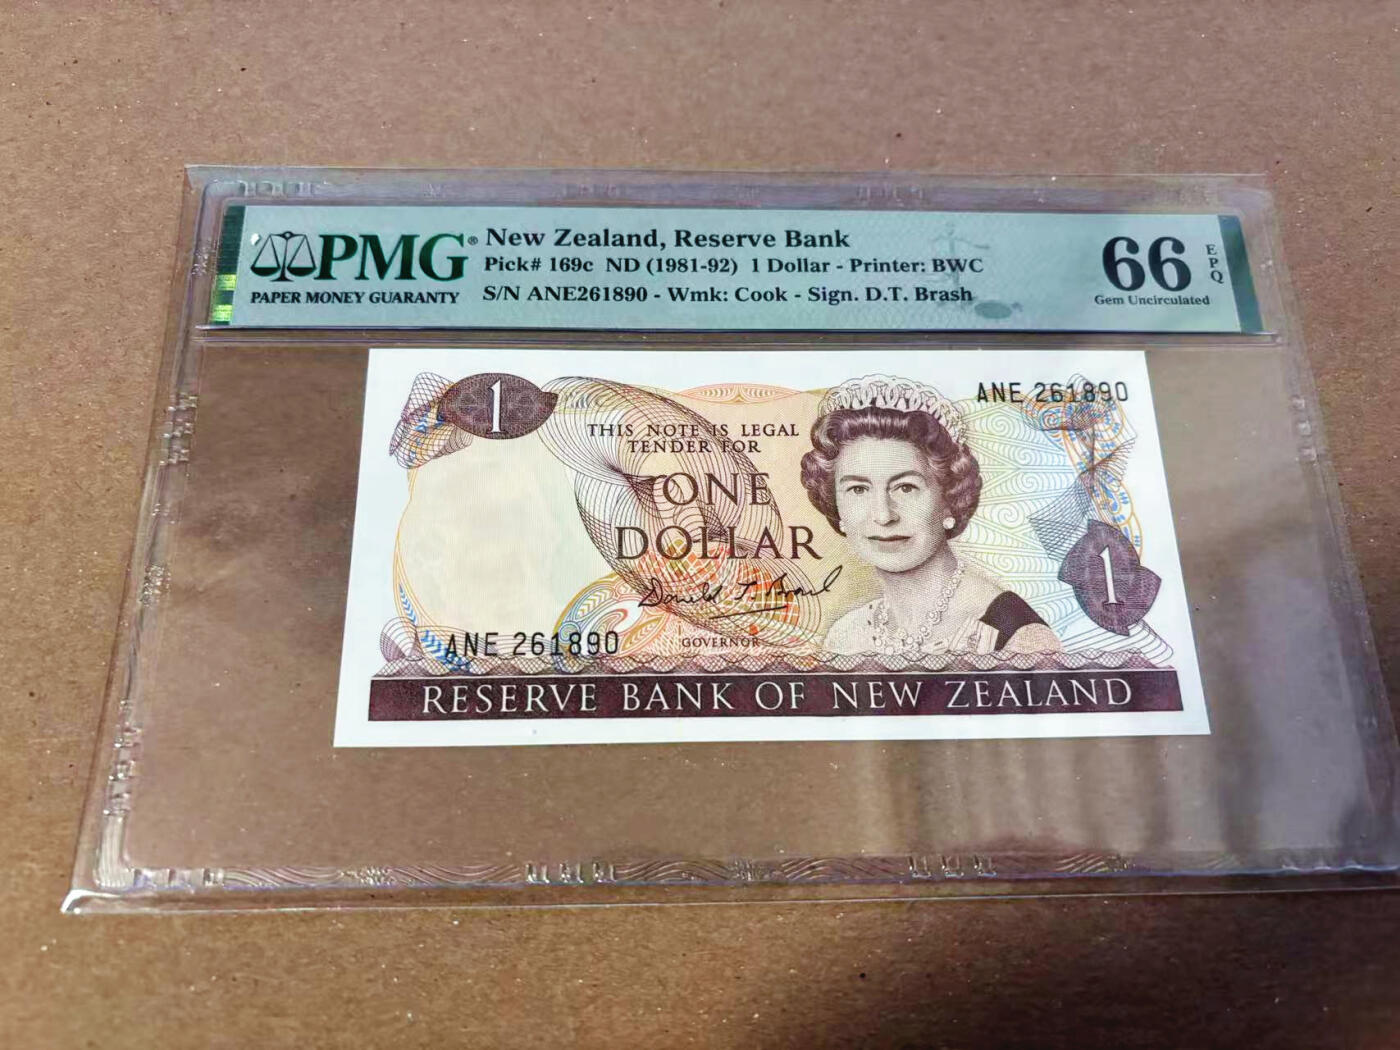 PMG®
PAPER MONEY GUARANTY
New Zealand, Reserve Bank
Pick# 169c ND (1981-92) 1 Dollar - Printer: BWC
S/N ANE261890 - Wmk: Cook - Sign. D.T. Brash
66
EPQ
Gem Uncirculated
1
ANE 261890
THIS NOTE IS LEGAL
TENDER FOR
ONE
DOLLAR
1
Donald T. Brash
ANE 261890
GOVERNOR
RESERVE BANK OF NEW ZEALAND